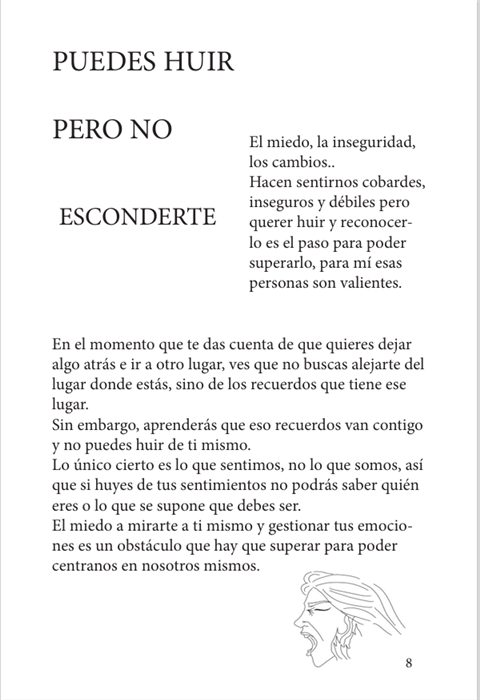 PUEDES HUIR
PERO NO
ESCONDERTE
El miedo, la inseguridad,
los cambios..
Hacen sentirnos cobardes,
inseguros y débiles pero
querer huir y reconocer-
lo es el paso para poder
superarlo, para mí esas
personas son valientes.
En el momento que te das cuenta de que quieres dejar
algo atrás e ir a otro lugar, ves que no buscas alejarte del
lugar donde estás, sino de los recuerdos que tiene ese
lugar.
Sin embargo, aprenderás que eso recuerdos van contigo
y no puedes huir de ti mismo.
Lo único cierto es lo que sentimos, no lo que somos, así
que si huyes de tus sentimientos no podrás saber quién
eres o lo que se supone que debes ser.
El miedo a mirarte a ti mismo y gestionar tus emocio-
nes es un obstáculo que hay que superar para poder
centranos en nosotros mismos.
8